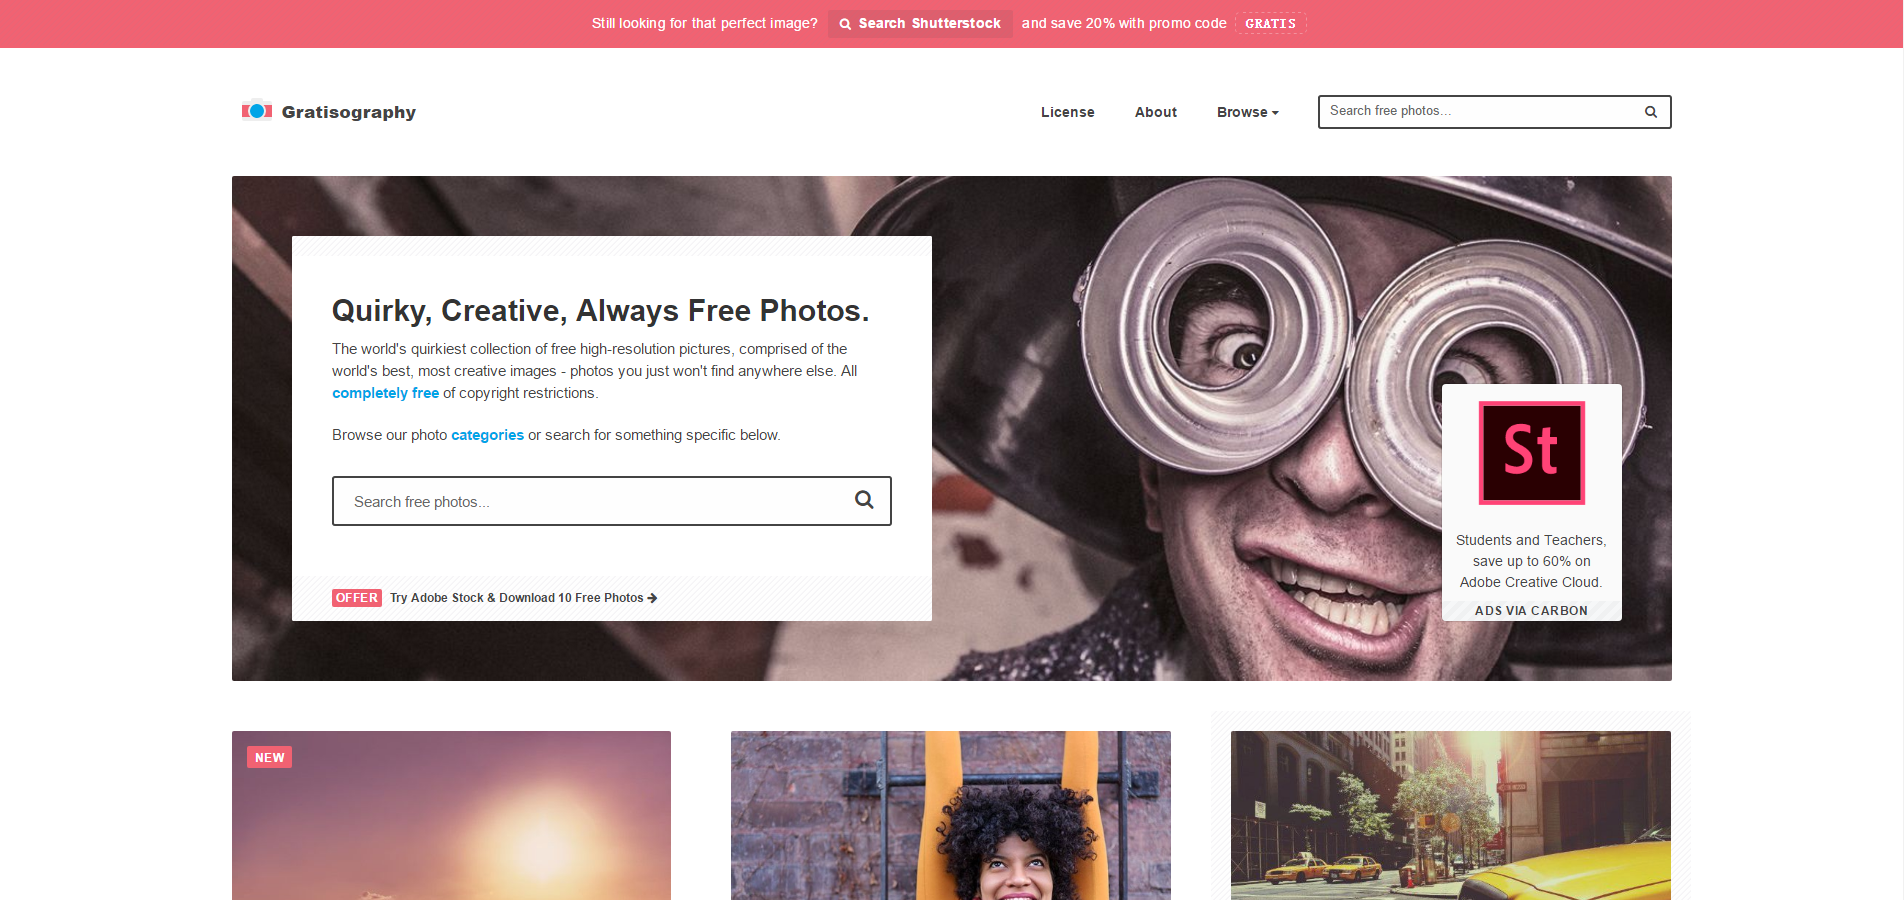 Still looking for that perfect image? Search Shutterstock and save 20% with promo code GRATIS
Gratisography
License About Browse Search free photos...
Quirky, Creative, Always Free Photos.
The world's quirkiest collection of free high-resolution pictures, comprised of the
world's best, most creative images - photos you just won't find anywhere else. All
completely free of copyright restrictions.
Browse our photo categories or search for something specific below.
Search free photos...
OFFER Try Adobe Stock & Download 10 Free Photos
St
Students and Teachers,
save up to 60% on
Adobe Creative Cloud.
ADS VIA CARBON
NEW